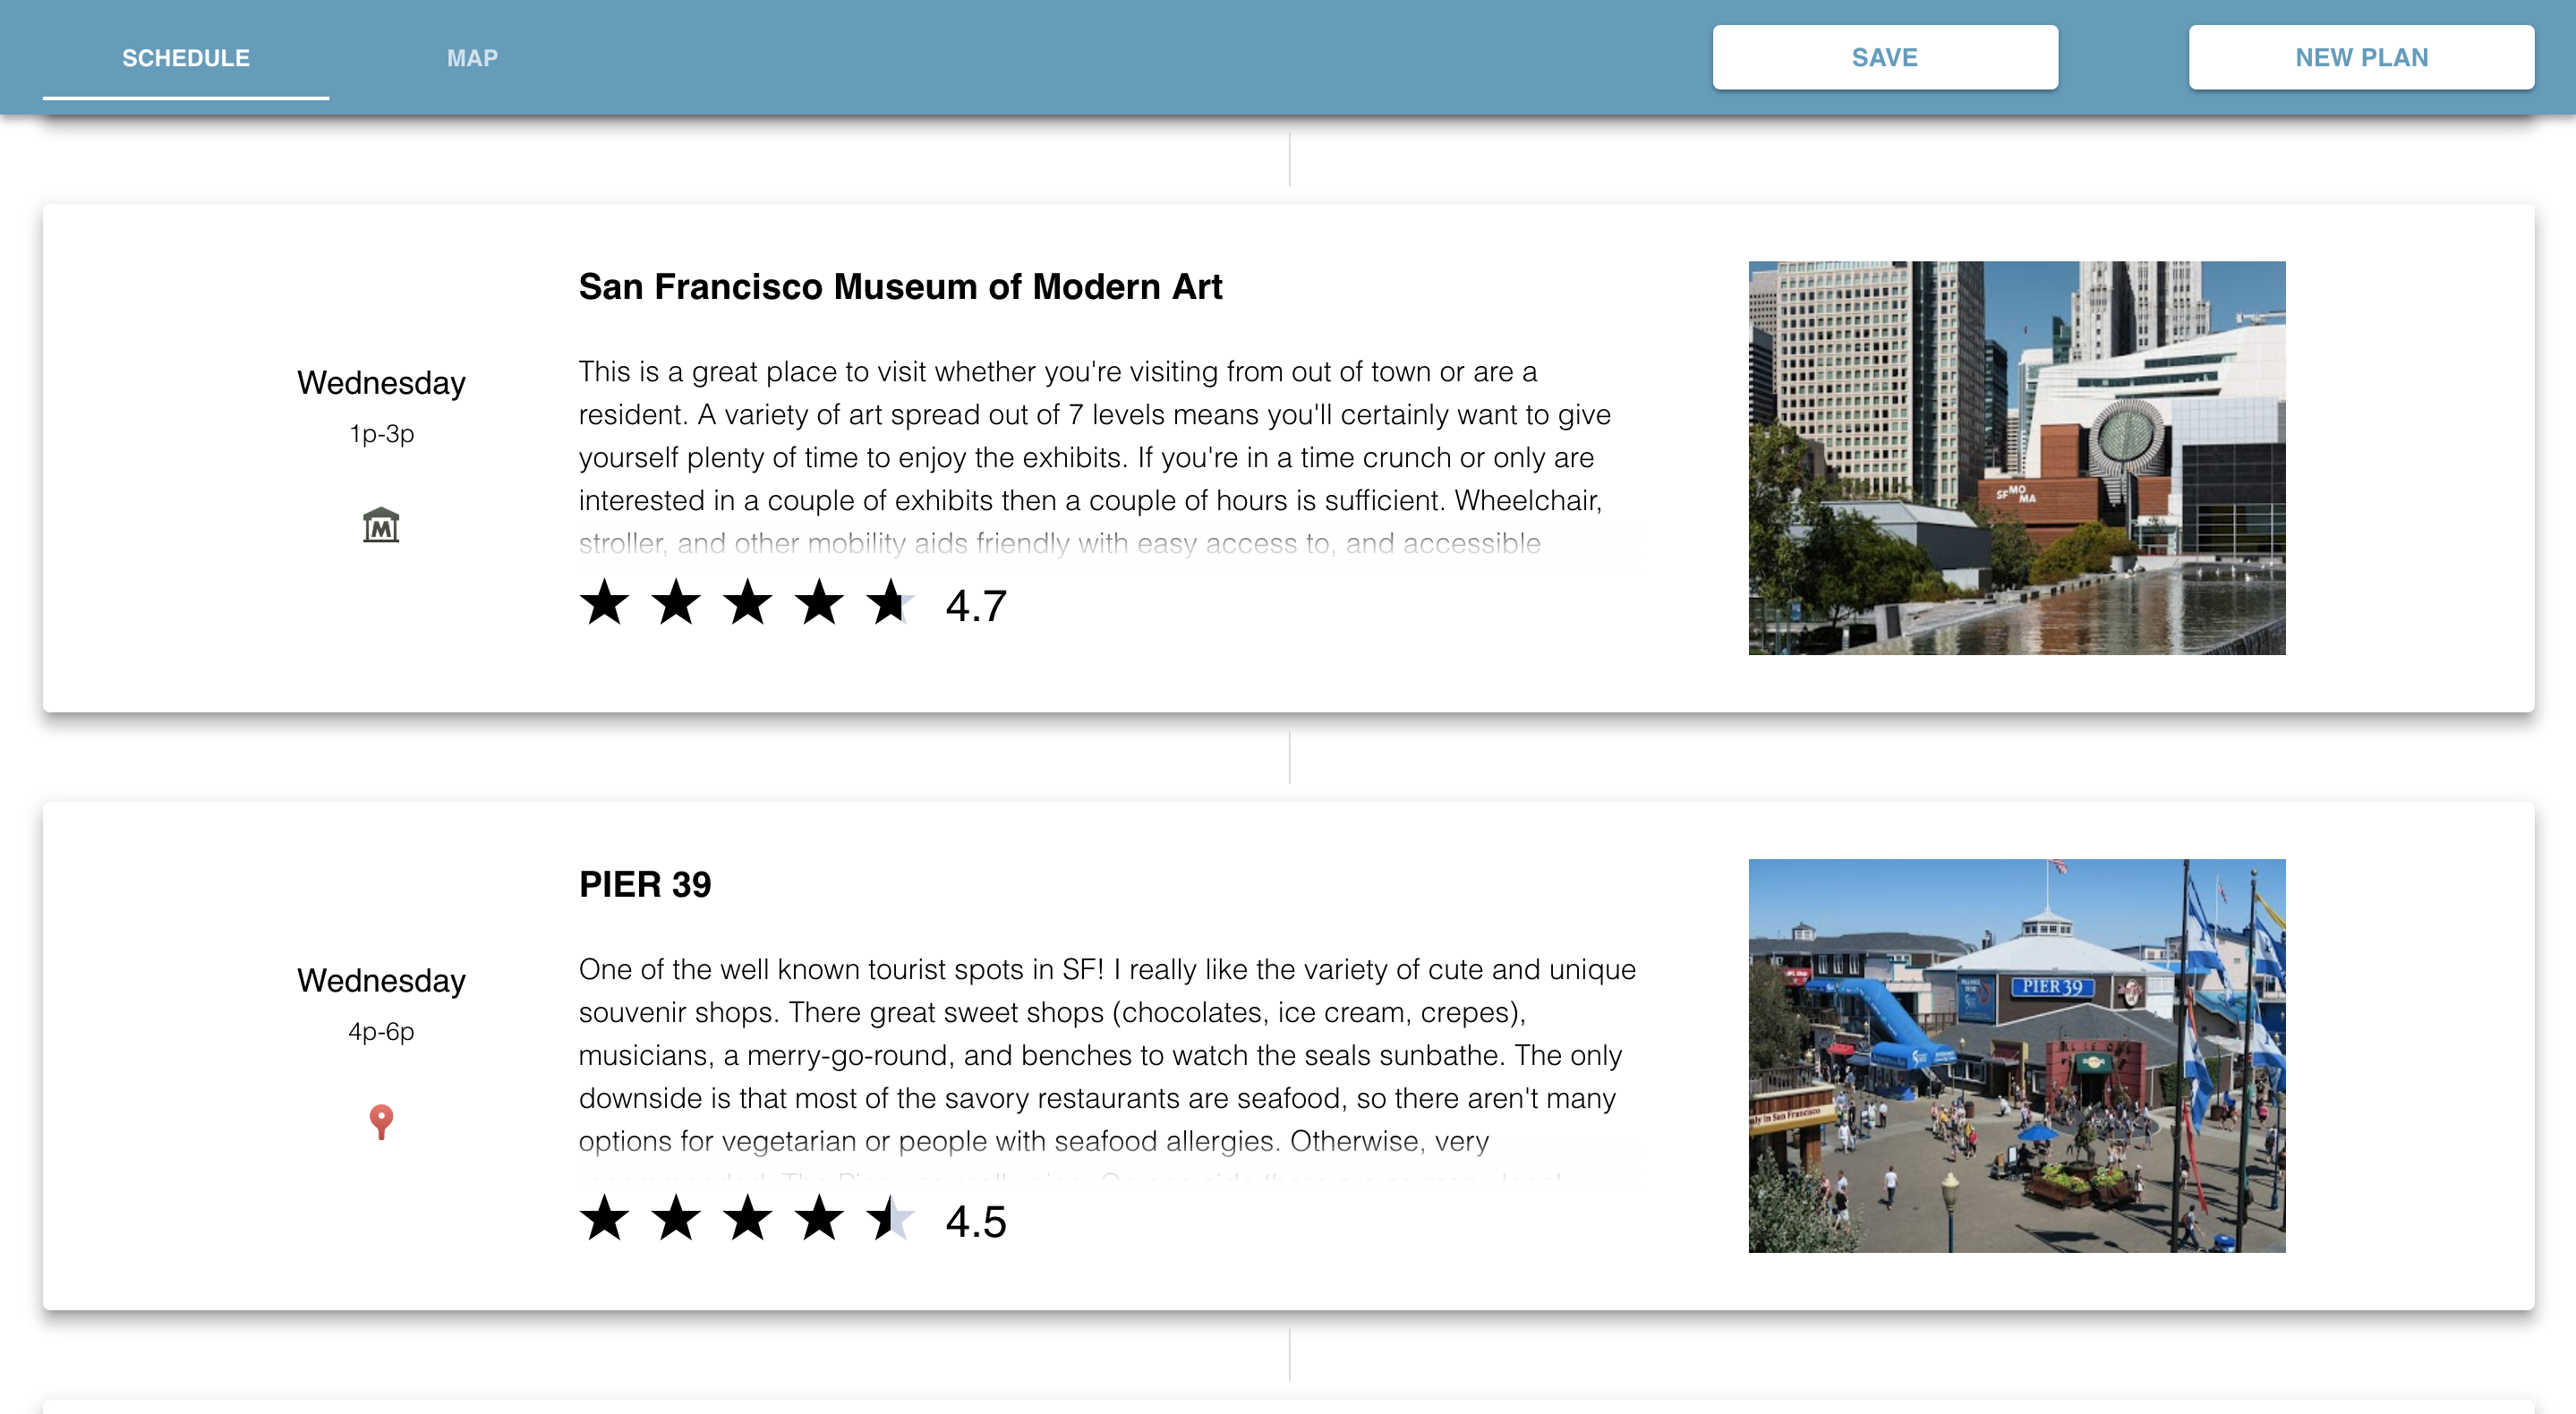 SCHEDULE
MAP
SAVE
NEW PLAN
San Francisco Museum of Modern Art
Wednesday
1p-3p
M
This is a great place to visit whether you're visiting from out of town or are a
resident. A variety of art spread out of 7 levels means you'll certainly want to give
yourself plenty of time to enjoy the exhibits. If you're in a time crunch or only are
interested in a couple of exhibits then a couple of hours is sufficient. Wheelchair,
stroller, and other mobility aids friendly with easy access to, and accessible
4.7
SFMOMA
PIER 39
Wednesday
4p-6p
One of the well known tourist spots in SF! I really like the variety of cute and unique
souvenir shops. There great sweet shops (chocolates, ice cream, crepes),
musicians, a merry-go-round, and benches to watch the seals sunbathe. The only
downside is that most of the savory restaurants are seafood, so there aren't many
options for vegetarian or people with seafood allergies. Otherwise, very
4.5
PIER 39
in San Francisco